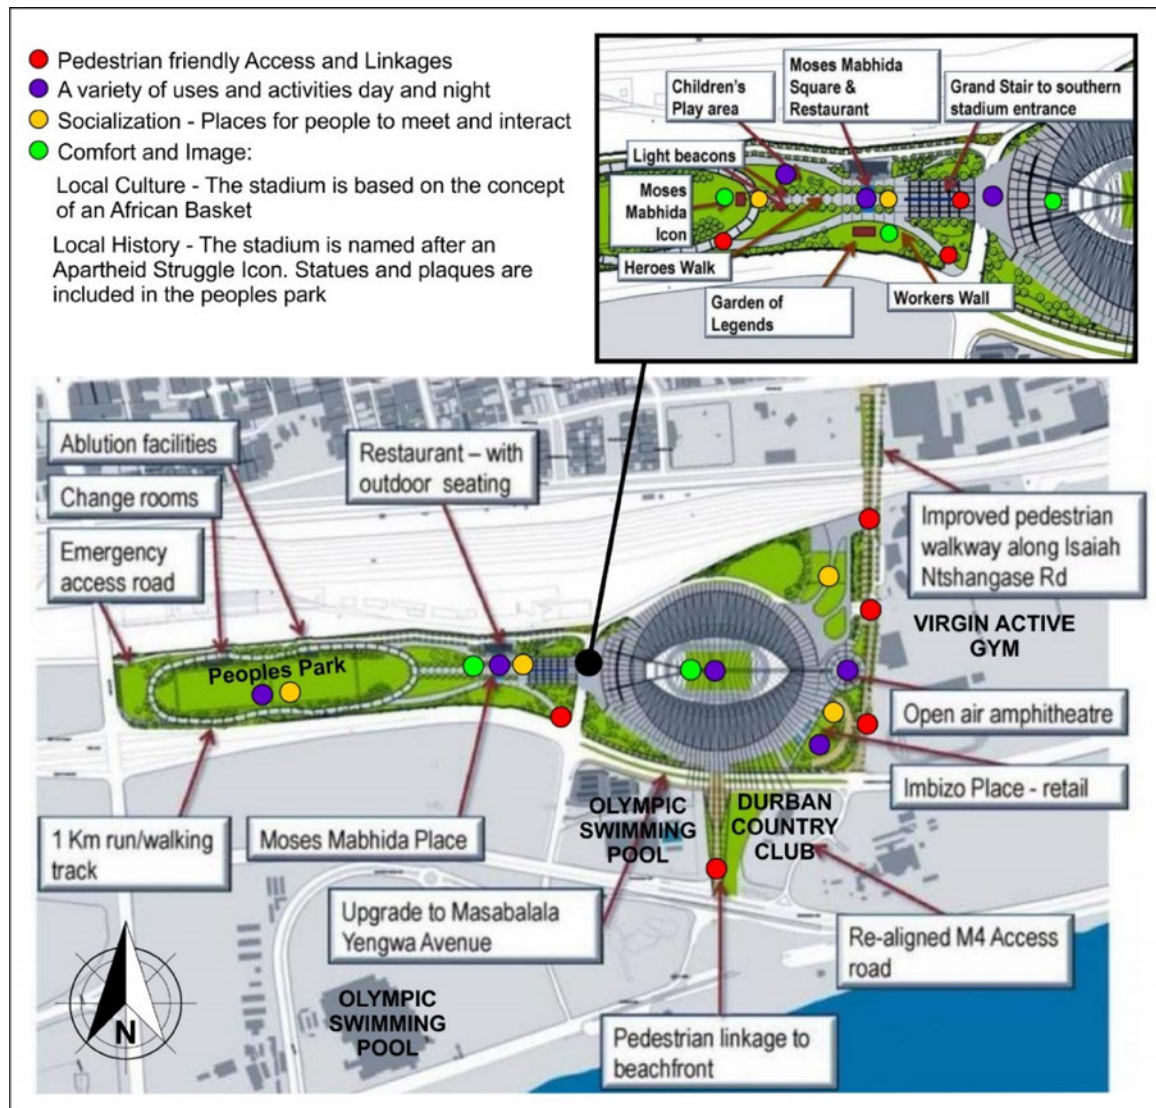 Pedestrian friendly Access and Linkages
A variety of uses and activities day and night
Socialization - Places for people to meet and interact
Comfort and Image:
Local Culture - The stadium is based on the concept
of an African Basket
Local History - The stadium is named after an
Apartheid Struggle Icon. Statues and plaques are
included in the peoples park
Children's
Play area
Moses Mabhida
Square &
Restaurant
Grand Stair to southern
stadium entrance
Light beacons
Moses
Mabhida
Icon
Heroes Walk
Garden of
Legends
Workers Wall
Ablution facilities
Change rooms
Emergency
access road
Restaurant – with
outdoor seating
Improved pedestrian
walkway along Isaiah
Ntshangase Rd
VIRGIN ACTIVE
GYM
Peoples Park
Open air amphitheatre
Imbizo Place - retail
1 Km run/walking
track
Moses Mabhida Place
OLYMPIC
SWIMMING
POOL
DURBAN
COUNTRY
CLUB
Upgrade to Masabalala
Yengwa Avenue
Re-aligned M4 Access
road
OLYMPIC
SWIMMING
POOL
Pedestrian linkage to
beachfront
N